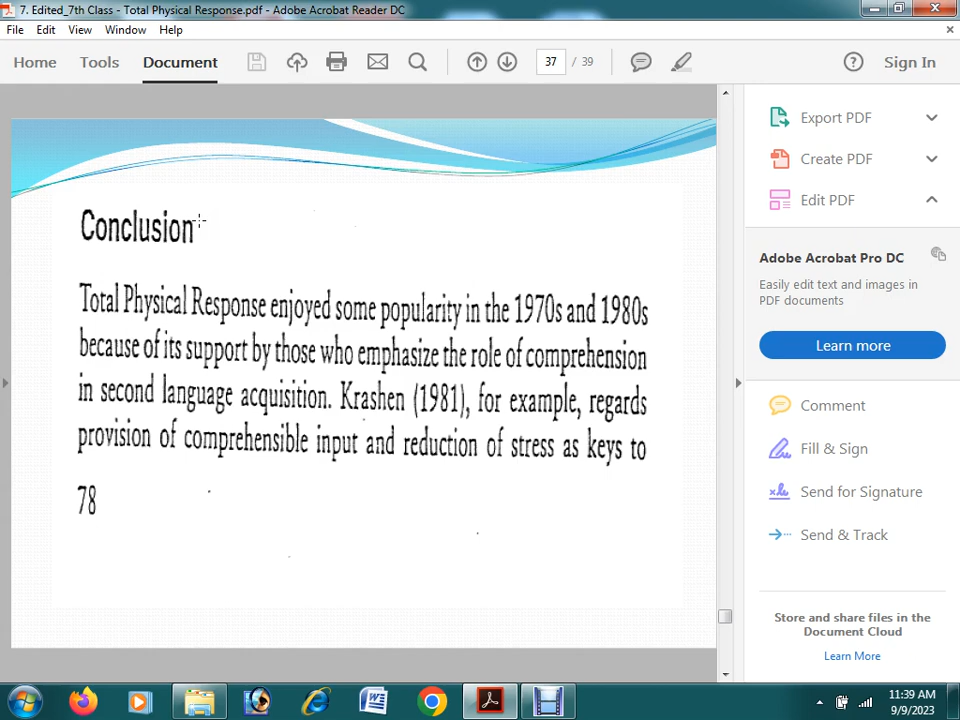 7. Edited_7th Class - Total Physical Response.pdf - Adobe Acrobat Reader DC
File Edit View Window Help
Home Tools Document 37 / 39 Sign In
Export PDF
Create PDF
Edit PDF
Adobe Acrobat Pro DC
Easily edit text and images in
PDF documents
Learn more
Comment
Fill & Sign
Send for Signature
Send & Track
Store and share files in the
Document Cloud
Learn More
Conclusion
Total Physical Response enjoyed some popularity in the 1970s and 1980s
because of its support by those who emphasize the role of comprehension
in second language acquisition. Krashen (1981), for example, regards
provision of comprehensible input and reduction of stress as keys to
78
11:39 AM
9/9/2023